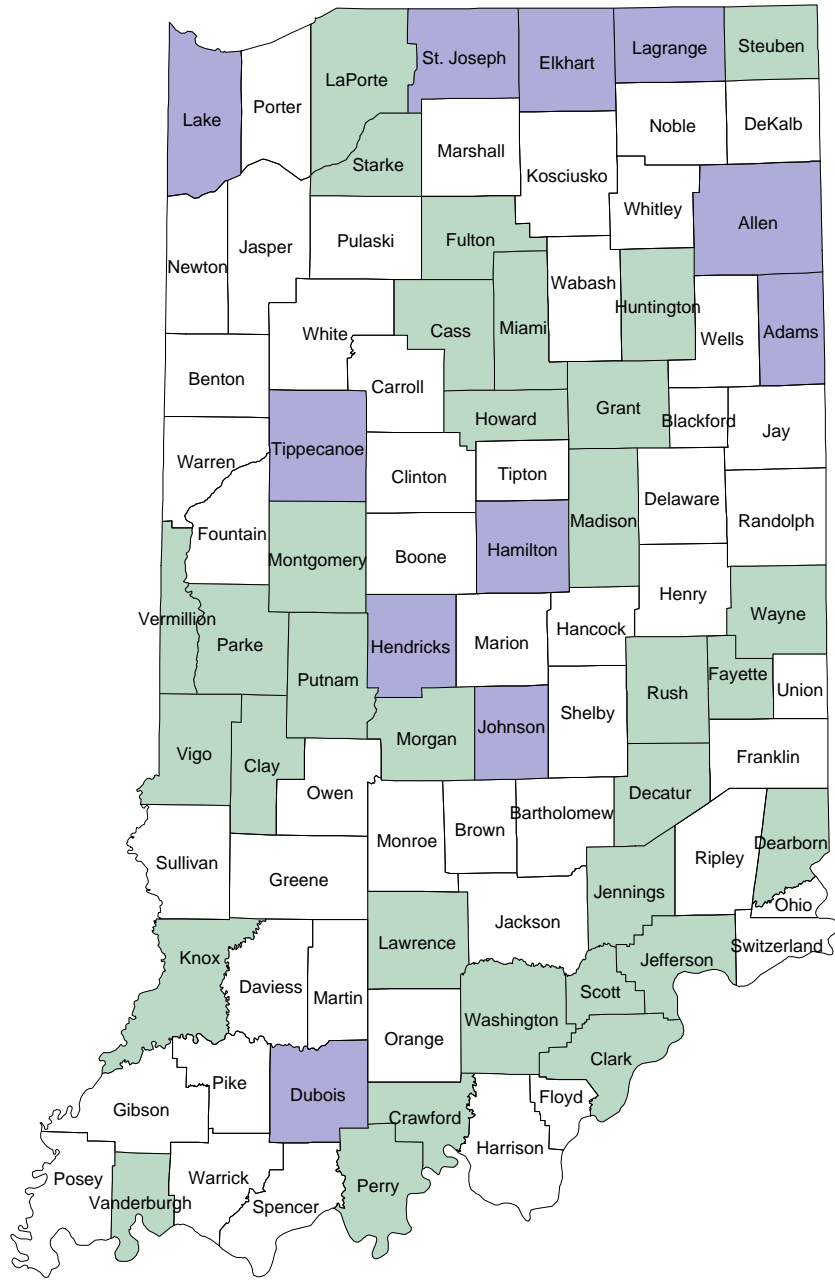 St. Joseph
Elkhart
Lagrange
Steuben
LaPorte
Lake
Porter
Noble
DeKalb
Marshall
Starke
Kosciusko
Whitley
Allen
Pulaski
Fulton
Jasper
Newton
Wabash
Huntington
White
Cass
Miami
Wells
Adams
Benton
Carroll
Howard
Grant
Blackford
Jay
Tippecanoe
Warren
Clinton
Tipton
Delaware
Randolph
Madison
Fountain
Montgomery
Boone
Hamilton
Henry
Wayne
Vermillion
Parke
Hendricks
Marion
Hancock
Putnam
Rush
Fayette
Union
Shelby
Johnson
Morgan
Vigo
Clay
Franklin
Owen
Decatur
Monroe
Brown
Bartholomew
Dearborn
Ripley
Sullivan
Greene
Jennings
Ohio
Jackson
Lawrence
Switzerland
Knox
Jefferson
Daviess
Martin
Scott
Washington
Orange
Clark
Pike
Dubois
Floyd
Gibson
Crawford
Harrison
Posey
Warrick
Perry
Vanderburgh
Spencer